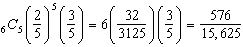 ₆C₅(2/5)⁵(3/5) = 6(32/3125)(3/5) = 576/15,625